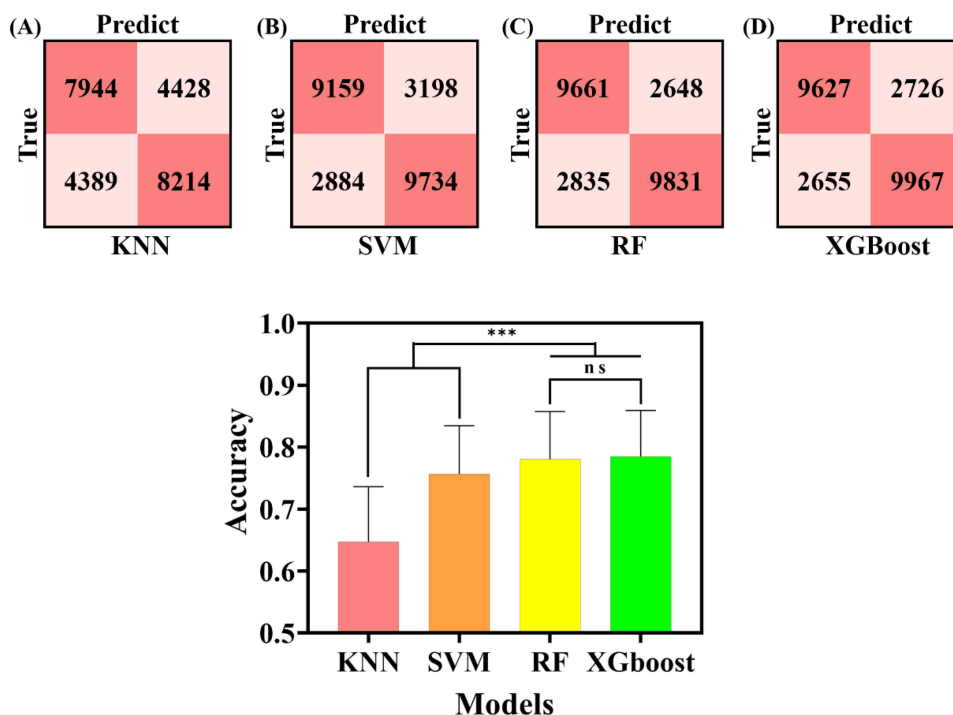 (A) Predict
True
7944 4428
4389 8214
KNN
(B) Predict
True
9159 3198
2884 9734
SVM
(C) Predict
True
9661 2648
2835 9831
RF
(D) Predict
True
9627 2726
2655 9967
XGBoost
Accuracy
1.0
0.9
0.8
0.7
0.6
0.5
***
n s
KNN SVM RF XGboost
Models